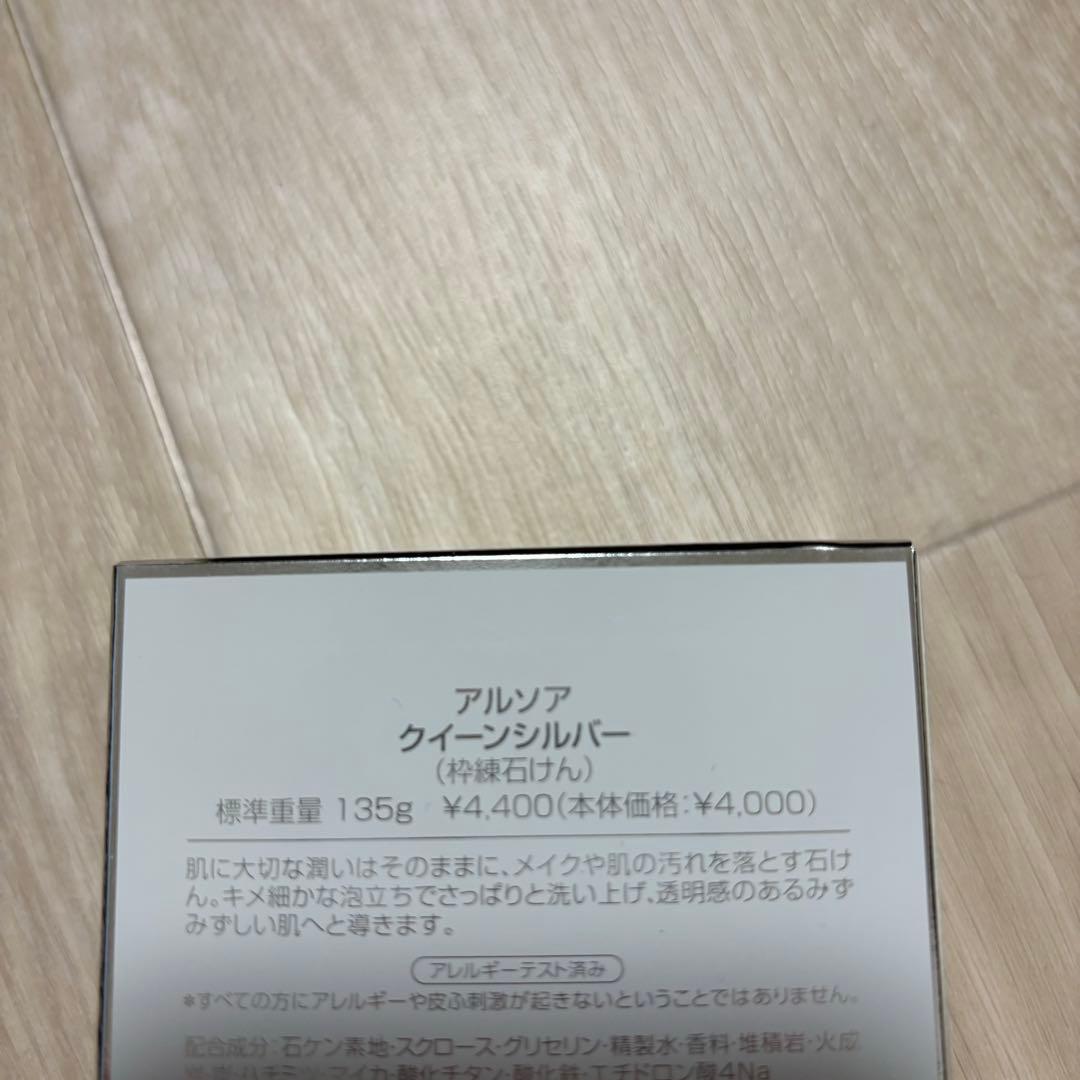 アルソア
クイーンシルバー
(枠練石けん)
標準重量 135g ¥4,400(本体価格:¥4,000)
肌に大切な潤いはそのままに、メイクや肌の汚れを落とす石け
ん。キメ細かな泡立ちでさっぱりと洗い上げ、透明感のあるみず
みずしい肌へと導きます。
アレルギーテスト済み
*すべての方にアレルギーや皮ふ刺激が起きないということではありません。
配合成分:石ケン素地・スクロース・グリセリン・精製水・香料・堆積岩・火成
岩・炭・ハチミツ・マイカ・酸化チタン・酸化鉄・エチドロン酸4Na